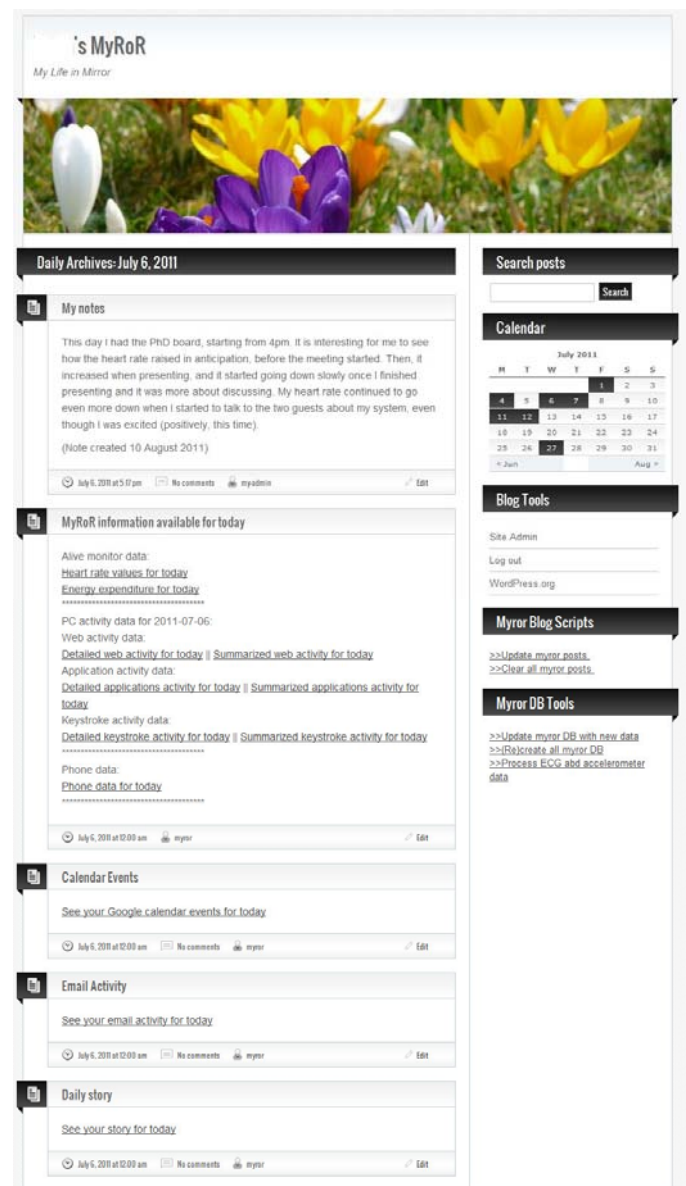 's MyRoR
My Life in Mirror
Daily Archives: July 6, 2011
My notes
This day I had the PhD board, starting from 4pm. It is interesting for me to see
how the heart rate raised in anticipation, before the meeting started. Then, it
increased when presenting, and it started going down slowly once I finished
presenting and it was more about discussing. My heart rate continued to go
even more down when I started to talk to the two guests about my system, even
though I was excited (positively, this time).
(Note created 10 August 2011)
July 6, 2011 at 5:17 pm No comments myadmin Edit
MyRoR information available for today
Alive monitor data:
Heart rate values for today
Energy expenditure for today
**************************************
PC activity data for 2011-07-06:
Web activity data:
Detailed web activity for today || Summarized web activity for today
Application activity data:
Detailed applications activity for today || Summarized applications activity for
today
Keystroke activity data:
Detailed keystroke activity for today || Summarized keystroke activity for today
**************************************
Phone data:
Phone data for today
**************************************
July 6, 2011 at 12:00 am myror Edit
Calendar Events
See your Google calendar events for today
July 6, 2011 at 12:00 am No comments myror Edit
Email Activity
See your email activity for today
July 6, 2011 at 12:00 am No comments myror Edit
Daily story
See your story for today
July 6, 2011 at 12:00 am No comments myror Edit
Search posts
Search
Calendar
July 2011
M T W T F S S
1 2 3
4 5 6 7 8 9 10
11 12 13 14 15 16 17
18 19 20 21 22 23 24
25 26 27 28 29 30 31
« Jun Aug »
Blog Tools
Site Admin
Log out
WordPress.org
Myror Blog Scripts
>>Update myror posts
>>Clear all myror posts
Myror DB Tools
>>Update myror DB with new data
>>(Re)create all myror DB
>>Process ECG abd accelerometer
data